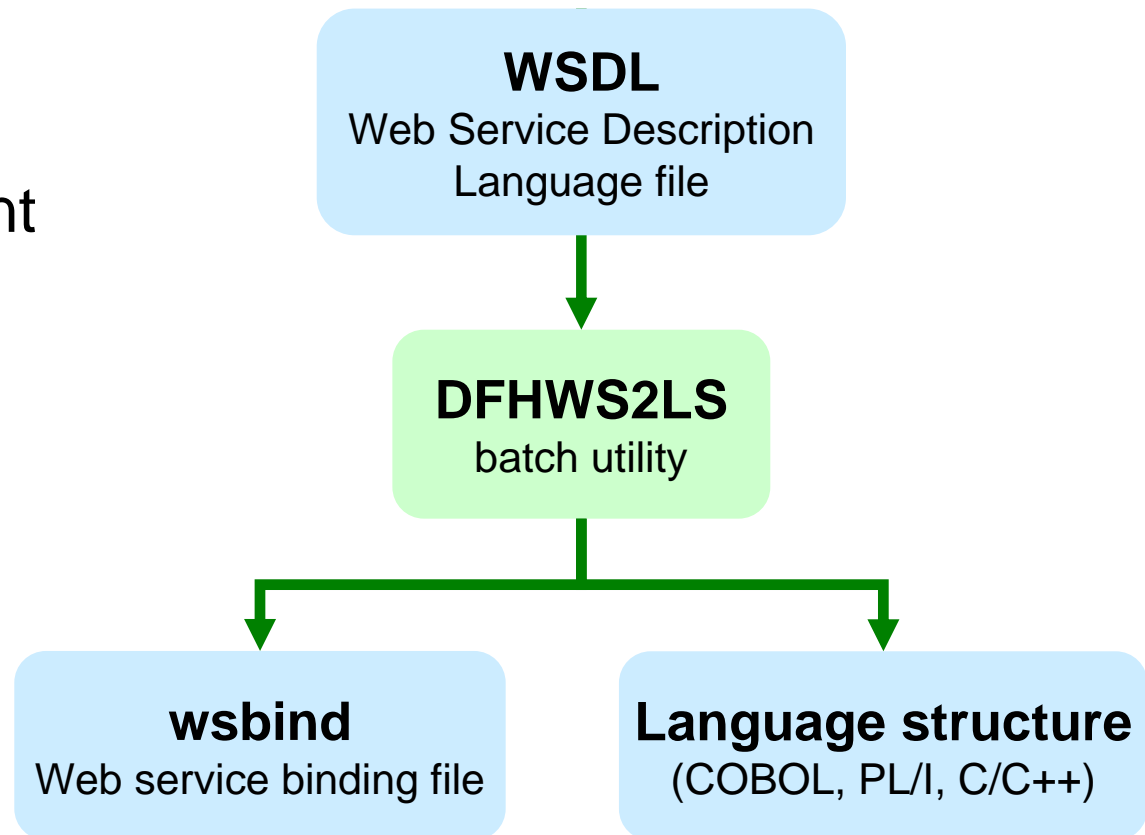 WSDL
Web Service Description
Language file
nt
DFHWS2LS
batch utility
wsbind
Web service binding file
Language structure
(COBOL, PL/I, C/C++)